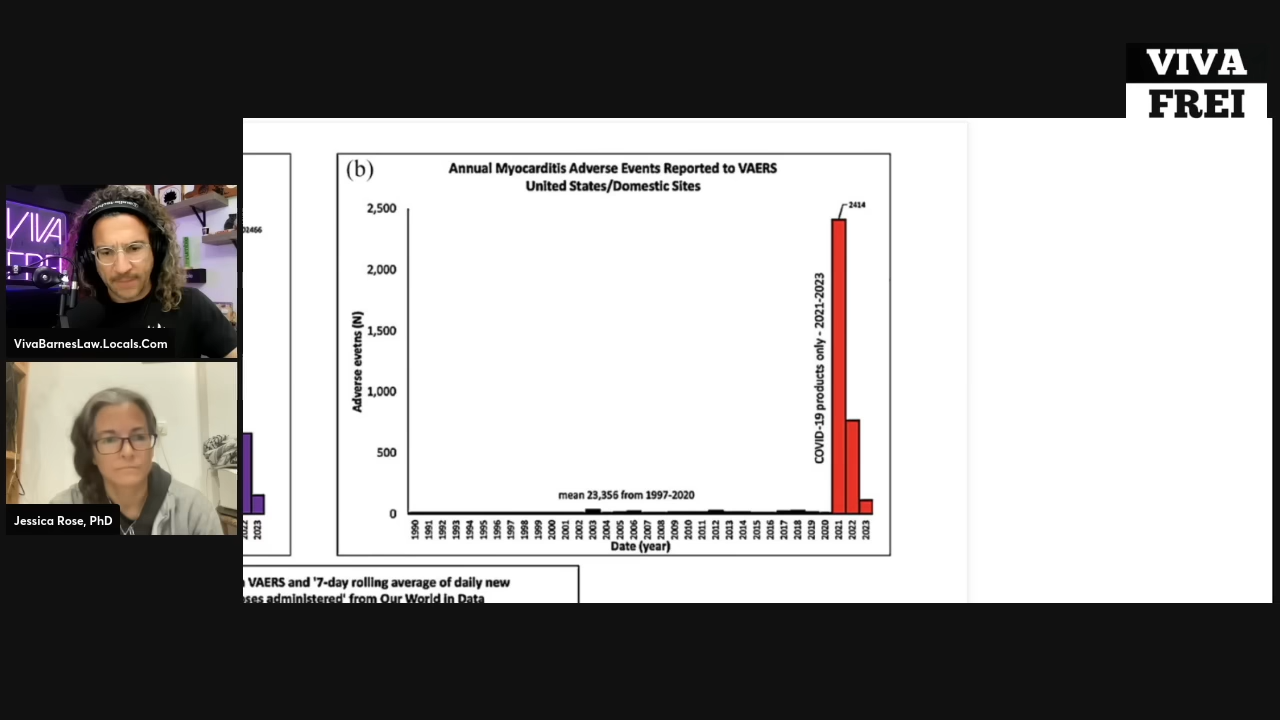 VIVA
FREI
VIVA
FREI
VivaBarnesLaw.Locals.Com
Jessica Rose, PhD
2022
2023
(b)
Annual Myocarditis Adverse Events Reported to VAERS
United States/Domestic Sites
2414
2,500
2,000
1,500
1,000
500
0
Adverse evetns (N)
COVID-19 products only - 2021-2023
mean 23,356 from 1997-2020
1990 1991 1992 1993 1994 1995 1996 1997 1998 1999 2000 2001 2002 2003 2004 2005 2006 2007 2008 2009 2010 2011 2012 2013 2014 2015 2016 2017 2018 2019 2020 2021 2022 2023
Date (year)
VAERS and '7-day rolling average of daily new
administered' from Our World in Data